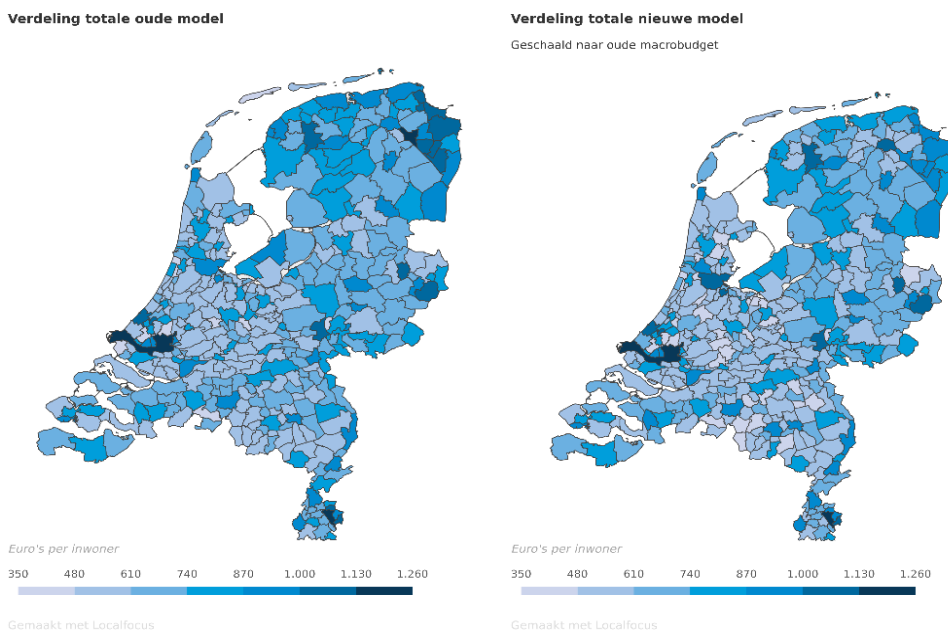 Verdeling totale oude model
Verdeling totale nieuwe model
Geschaald naar oude macrobudget
Euro's per inwoner
350 480 610 740 870 1.000 1.130 1.260
Gemaakt met Localfocus
Euro's per inwoner
350 480 610 740 870 1.000 1.130 1.260
Gemaakt met Localfocus